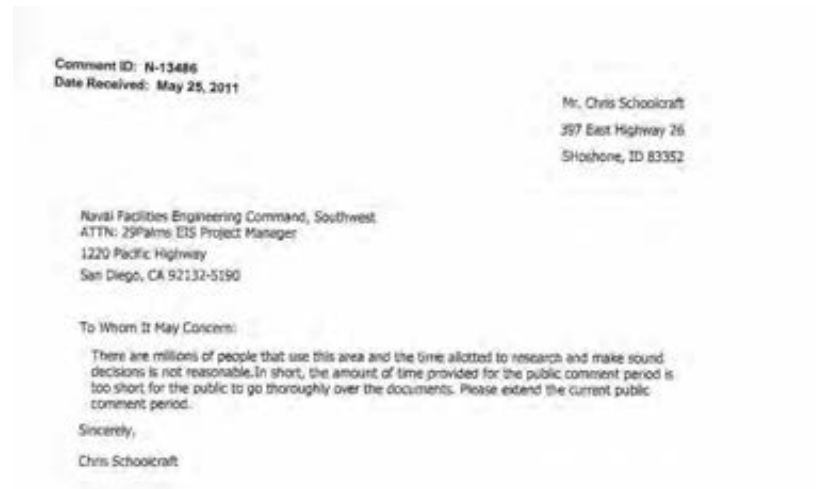 Comment ID: N-13486
Date Received: May 25, 2011
Mr. Chris Schoolcraft
397 East Highway 26
SHoshone, ID 83352
Naval Facilities Engineering Command, Southwest
ATTN: 29Palms EIS Project Manager
1220 Pacific Highway
San Diego, CA 92132-5190
To Whom It May Concern:
There are millions of people that use this area and the time allotted to research and make sound
decisions is not reasonable.In short, the amount of time provided for the public comment period is
too short for the public to go thoroughly over the documents. Please extend the current public
comment period.
Sincerely,
Chris Schoolcraft